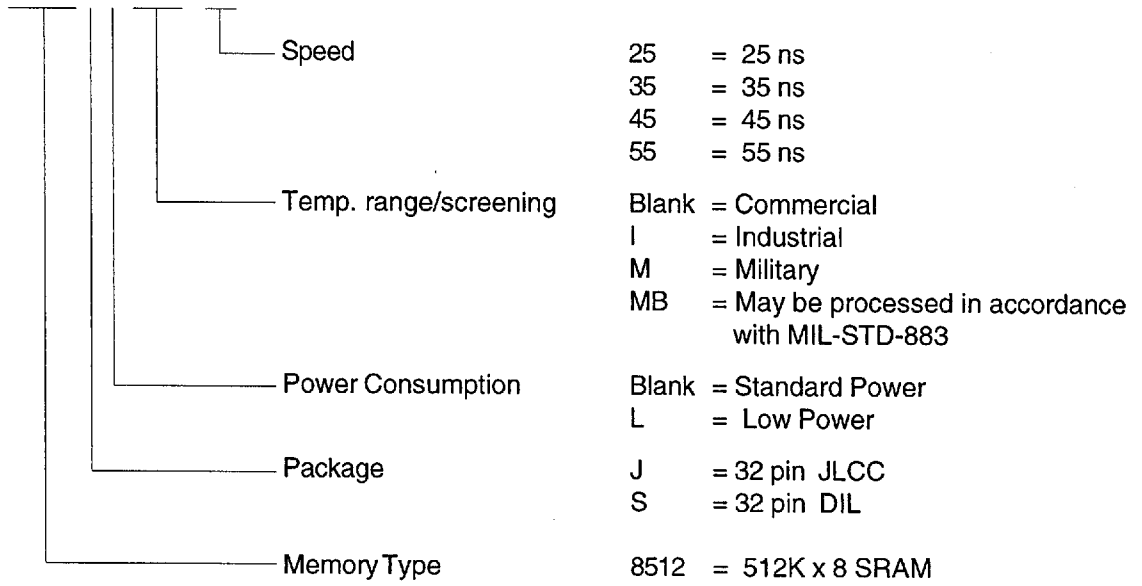 Speed 25 = 25 ns
35 = 35 ns
45 = 45 ns
55 = 55 ns
Temp. range/screening Blank = Commercial
I = Industrial
M = Military
MB = May be processed in accordance
with MIL-STD-883
Power Consumption Blank = Standard Power
L = Low Power
Package J = 32 pin JLCC
S = 32 pin DIL
Memory Type 8512 = 512K x 8 SRAM